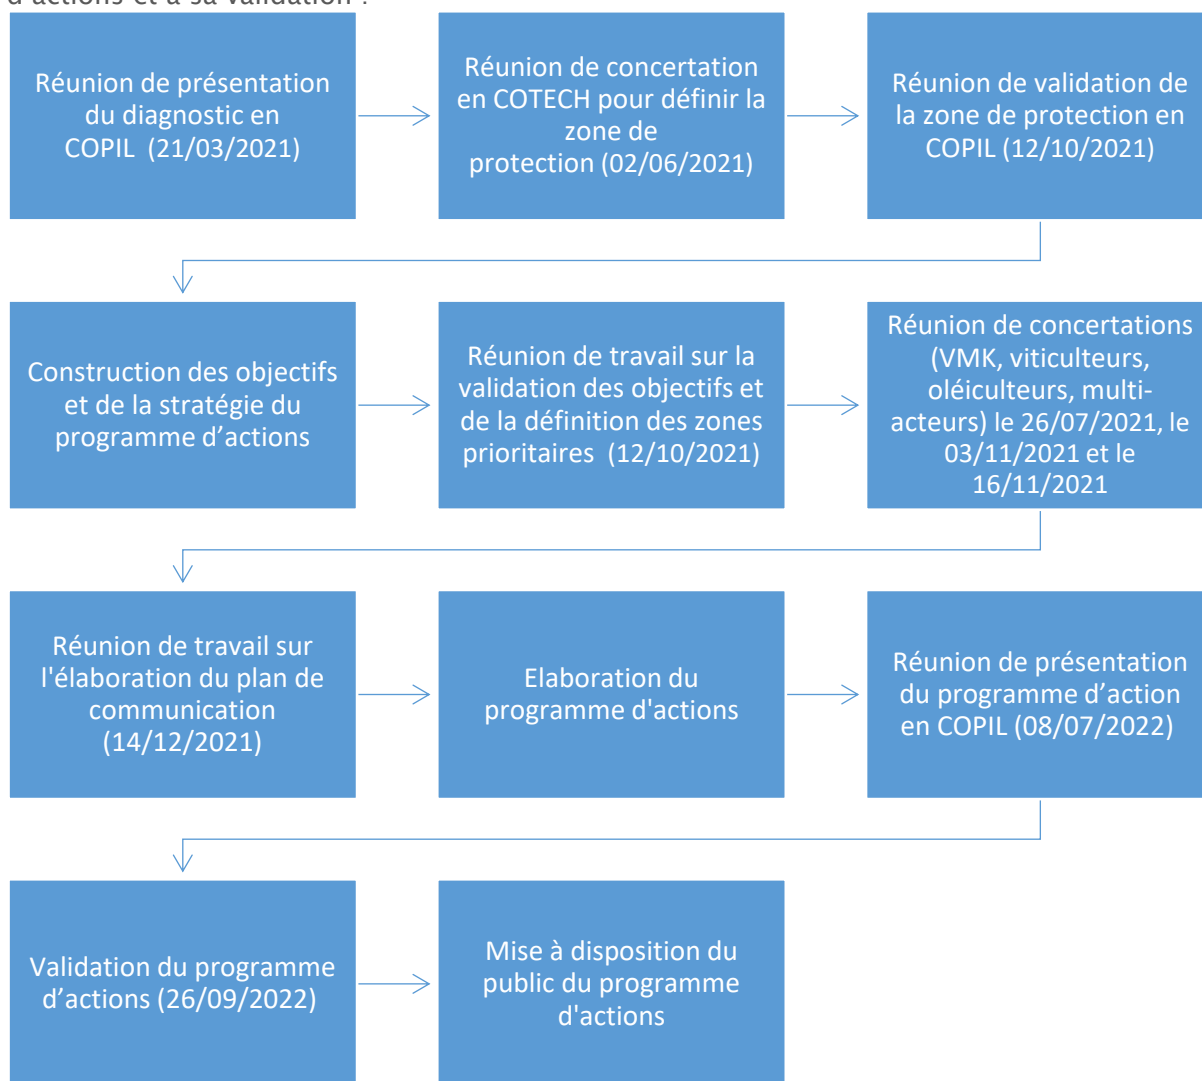 d'actions et à sa validation :
Réunion de présentation
du diagnostic en
COPIL (21/03/2021)
Réunion de concertation
en COTECH pour définir la
zone de
protection (02/06/2021)
Réunion de validation de
la zone de protection en
COPIL (12/10/2021)
Construction des objectifs
et de la stratégie du
programme d’actions
Réunion de travail sur la
validation des objectifs et
de la définition des zones
prioritaires (12/10/2021)
Réunion de concertations
(VMK, viticulteurs,
oléiculteurs, multi-
acteurs) le 26/07/2021, le
03/11/2021 et le
16/11/2021
Réunion de travail sur
l'élaboration du plan de
communication
(14/12/2021)
Elaboration du
programme d'actions
Réunion de présentation
du programme d’action
en COPIL (08/07/2022)
Validation du programme
d’actions (26/09/2022)
Mise à disposition du
public du programme
d'actions